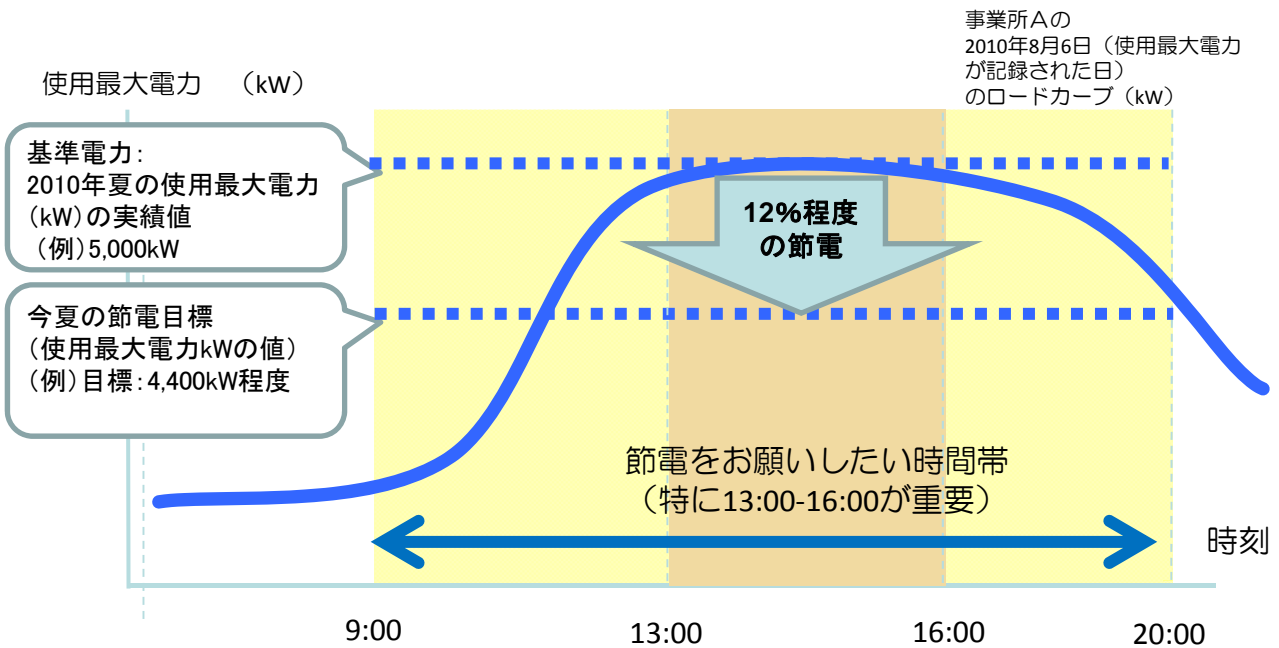 事業所Aの
2010年8月6日（使用最大電力
が記録された日）
のロードカーブ（kW）
使用最大電力　（kW）
基準電力：
2010年夏の使用最大電力
(kW)の実績値
(例)5,000kW
12%程度
の節電
今夏の節電目標
(使用最大電力kWの値)
(例)目標：4,400kW程度
節電をお願いしたい時間帯
（特に13:00-16:00が重要）
時刻
9:00
13:00
16:00
20:00